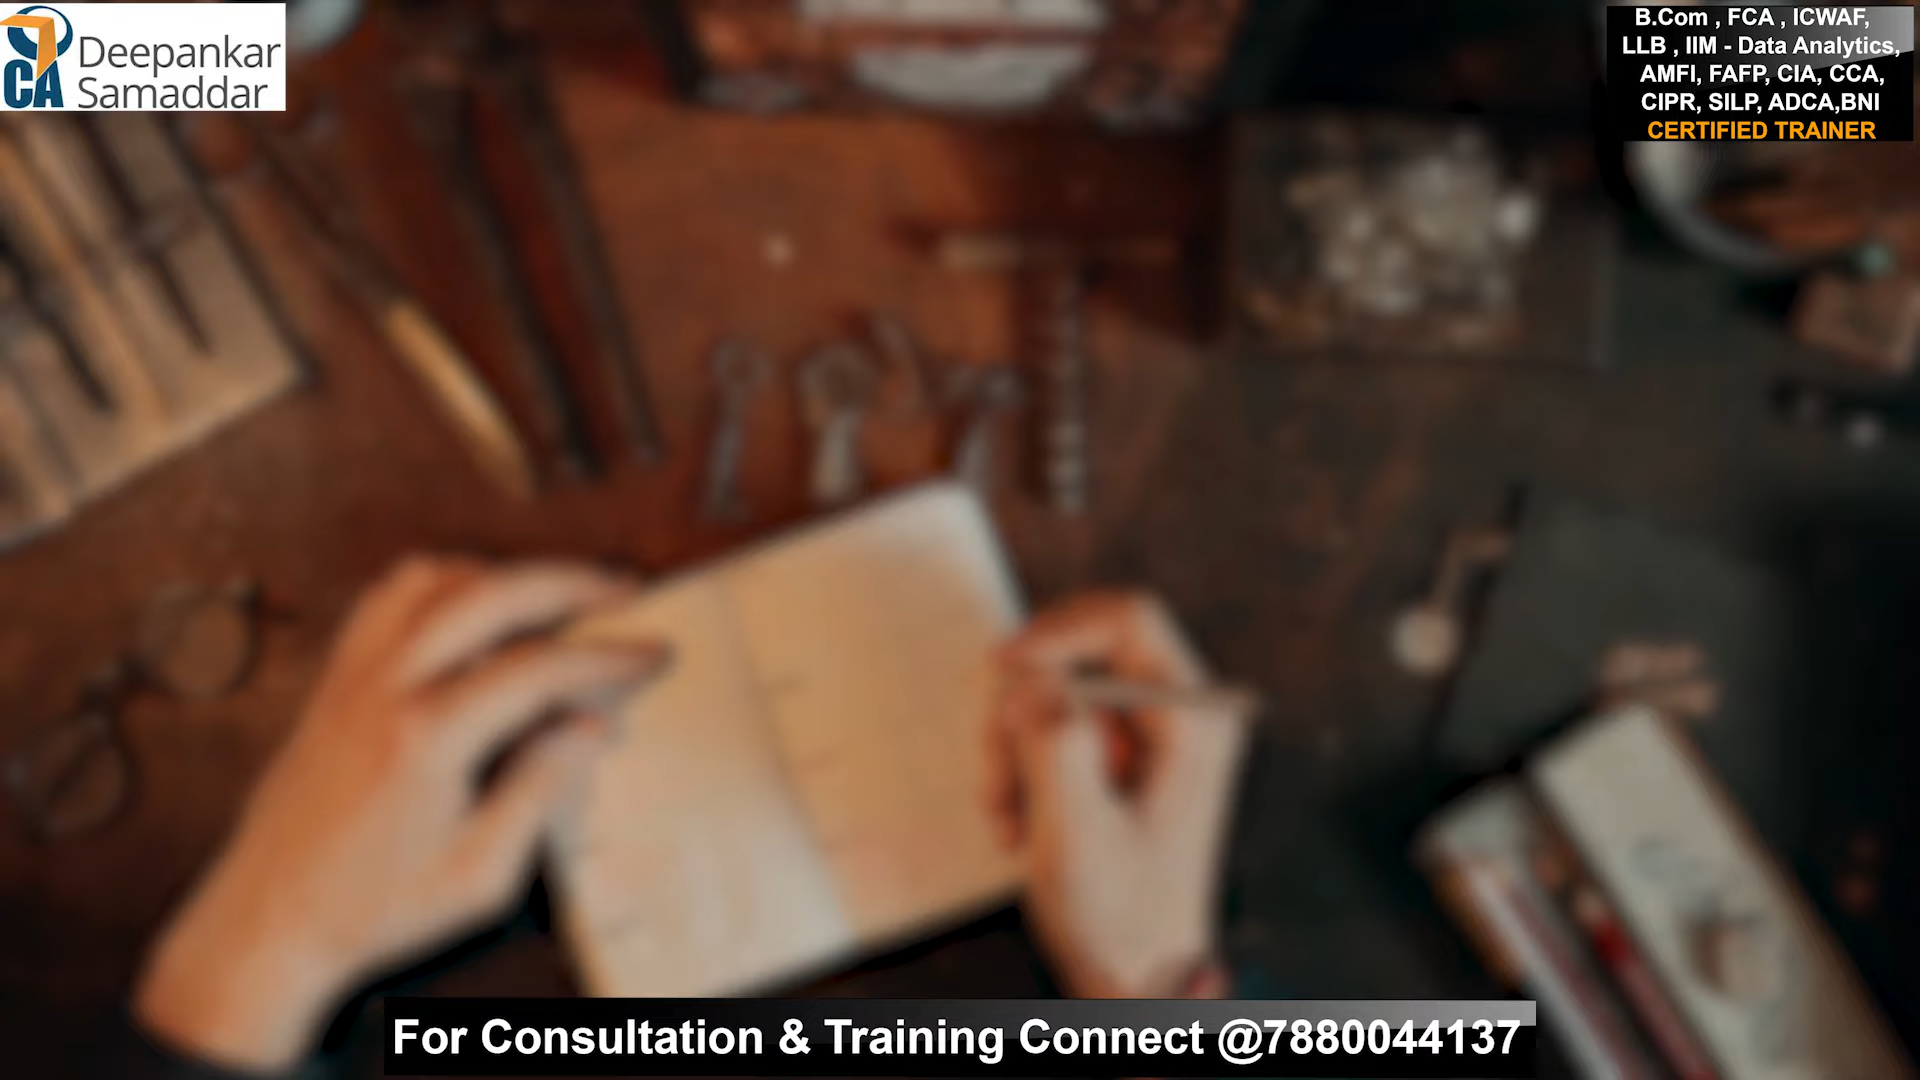 CA
Deepankar
Samaddar
B.Com , FCA , ICWAF,
LLB , IIM - Data Analytics,
AMFI, FAFP, CIA, CCA,
CIPR, SILP, ADCA,BNI
CERTIFIED TRAINER
For Consultation & Training Connect @7880044137